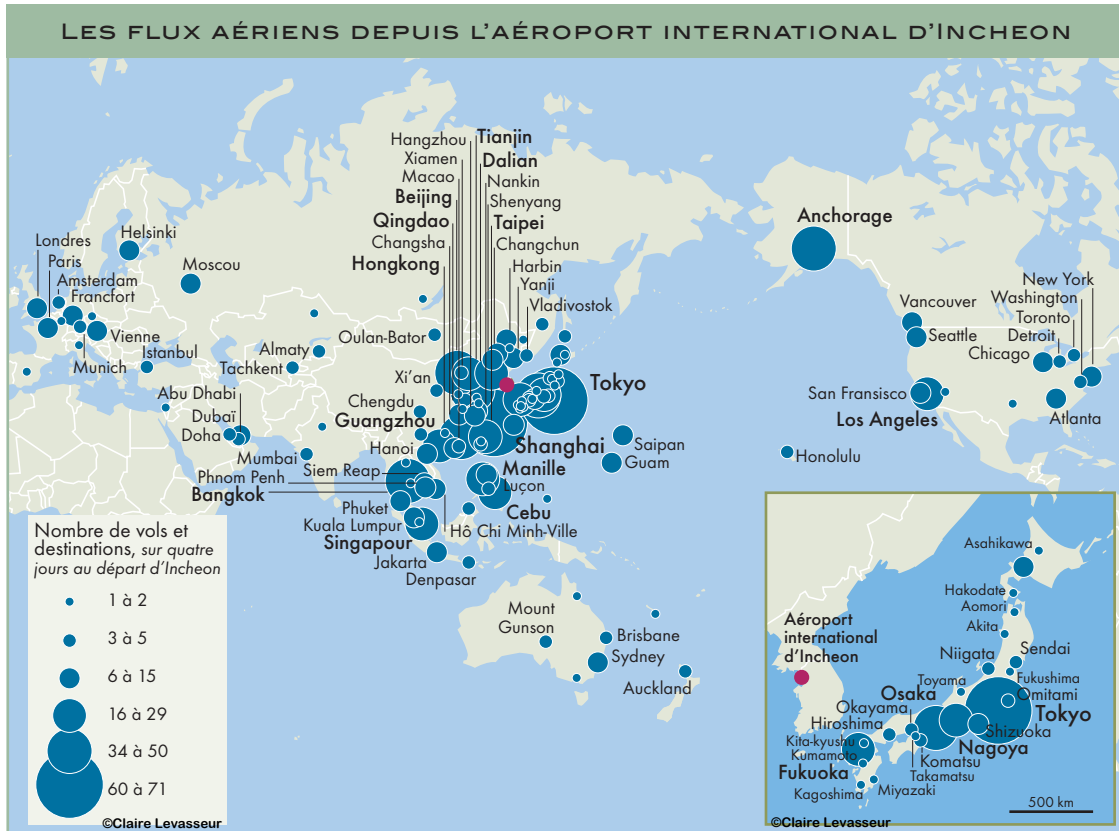 LES FLUX AÉRIENS DEPUIS L'AÉROPORT INTERNATIONAL D'INCHEON
Hangzhou
Tianjin
Xiamen
Dalian
Macao
Nankin
Beijing
Shenyang
Qingdao
Taipei
Changsha
Changchun
Hongkong
Harbin
Yanji
Vladivostok
Londres
Paris
Amsterdam
Francfort
Helsinki
Moscou
Vienne
Munich
Istanbul
Almaty
Tachkent
Oulan-Bator
Abu Dhabi
Dubaï
Doha
Mumbai
Xi'an
Chengdu
Guangzhou
Hanoi
Siem Reap
Phnom Penh
Bangkok
Phuket
Kuala Lumpur
Singapour
Jakarta
Denpasar
Hô Chi Minh-Ville
Tokyo
Shanghai
Manille
Luçon
Cebu
Saipan
Guam
Mount
Gunson
Brisbane
Sydney
Auckland
Anchorage
Vancouver
Seattle
New York
Washington
Toronto
Detroit
Chicago
San Fransisco
Los Angeles
Atlanta
Honolulu
Nombre de vols et
destinations, sur quatre
jours au départ d'Incheon
1 à 2
3 à 5
6 à 15
16 à 29
34 à 50
60 à 71
©Claire Levasseur
Asahikawa
Hakodate
Aomori
Akita
Aéroport
international
d'Incheon
Niigata
Sendai
Toyama
Fukushima
Omitami
Osaka
Okayama
Tokyo
Hiroshima
Shizuoka
Kita-kyushu
Nagoya
Kumamoto
Komatsu
Fukuoka
Takamatsu
Kagoshima
Miyazaki
500 km
©Claire Levasseur